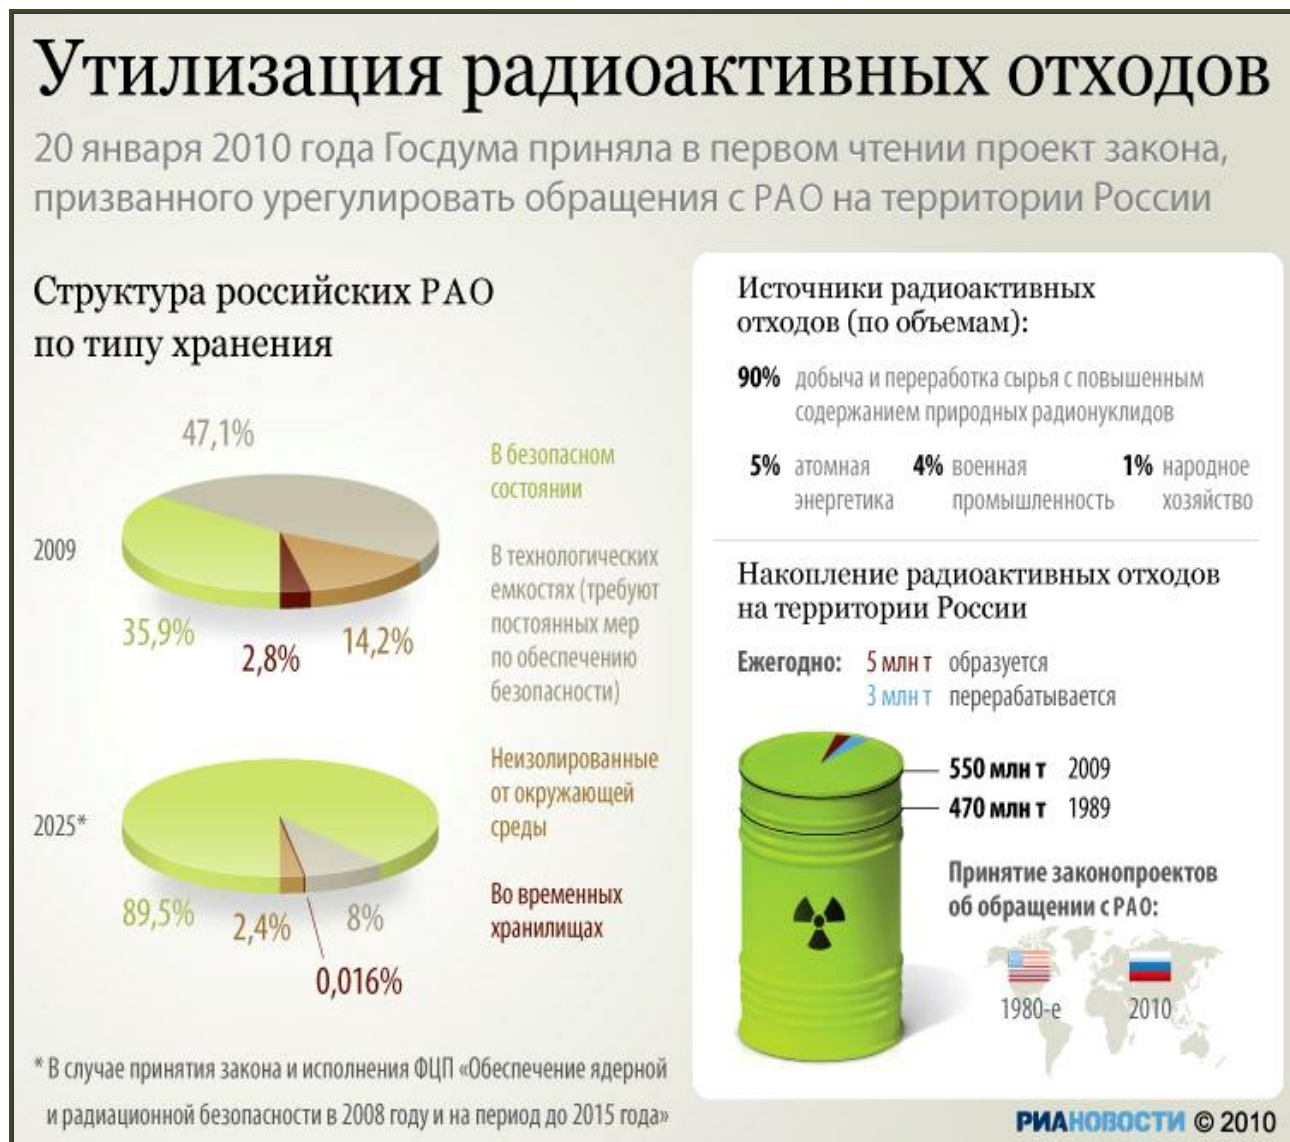 Утилизация радиоактивных отходов
20 января 2010 года Госдума приняла в первом чтении проект закона,
призванного урегулировать обращения с РАО на территории России
Структура российских РАО
по типу хранения
47,1%
2009
35,9%
2,8%
14,2%
2025*
89,5%
2,4%
8%
0,016%
В безопасном
состоянии
В технологических
емкостях (требуют
постоянных мер
по обеспечению
безопасности)
Неизолированные
от окружающей
среды
Во временных
хранилищах
* В случае принятия закона и исполнения ФЦП «Обеспечение ядерной
и радиационной безопасности в 2008 году и на период до 2015 года»
Источники радиоактивных
отходов (по объемам):
90% добыча и переработка сырья с повышенным
содержанием природных радионуклидов
5% атомная 4% военная 1% народное
энергетика промышленность хозяйство
Накопление радиоактивных отходов
на территории России
Ежегодно: 5 млн т образуется
3 млн т перерабатывается
550 млн т 2009
470 млн т 1989
Принятие законопроектов
об обращении с РАО:
1980-е 2010
РИАНОВОСТИ © 2010